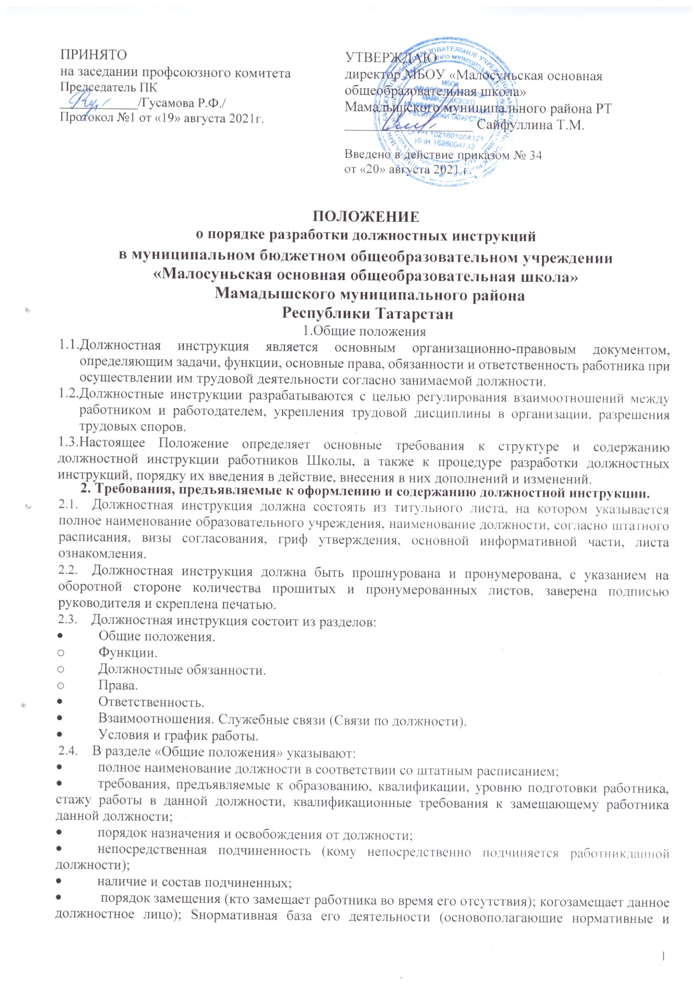 ПРИНЯТО
на заседании профсоюзного комитета
Председатель ПК
____________/Гусамова Р.Ф./
Протокол №1 от «19» августа 2021г.
УТВЕРЖДАЮ
директор МБОУ «Малосуньская основная
общеобразовательная школа»
Мамадышского муниципального района РТ
____________________ Сайфуллина Т.М.
Введено в действие приказом № 34
от «20» августа 2021 г.
МАМАДЫШСКОГО
РЕСПУБЛИКИ ТАТАРСТАН
ОГРН 1021601064121
ИНН 1626004733
ПОЛОЖЕНИЕ
о порядке разработки должностных инструкций
в муниципальном бюджетном общеобразовательном учреждении
«Малосуньская основная общеобразовательная школа»
Мамадышского муниципального района
Республики Татарстан
1.Общие положения
1.1.Должностная инструкция является основным организационно-правовым документом,
определяющим задачи, функции, основные права, обязанности и ответственность работника при
осуществлении им трудовой деятельности согласно занимаемой должности.
1.2.Должностные инструкции разрабатываются с целью регулирования взаимоотношений между
работником и работодателем, укрепления трудовой дисциплины в организации, разрешения
трудовых споров.
1.3.Настоящее Положение определяет основные требования к структуре и содержанию
должностной инструкции работников Школы, а также к процедуре разработки должностных
инструкций, порядку их введения в действие, внесения в них дополнений и изменений.
2. Требования, предъявляемые к оформлению и содержанию должностной инструкции.
2.1. Должностная инструкция должна состоять из титульного листа, на котором указывается
полное наименование образовательного учреждения, наименование должности, согласно штатного
расписания, визы согласования, гриф утверждения, основной информативной части, листа
ознакомления.
2.2. Должностная инструкция должна быть прошнурована и пронумерована, с указанием на
оборотной стороне количества прошитых и пронумерованных листов, заверена подписью
руководителя и скреплена печатью.
2.3. Должностная инструкция состоит из разделов:
• Общие положения.
○ Функции.
○ Должностные обязанности.
○ Права.
• Ответственность.
• Взаимоотношения. Служебные связи (Связи по должности).
• Условия и график работы.
2.4. В разделе «Общие положения» указывают:
• полное наименование должности в соответствии со штатным расписанием;
• требования, предъявляемые к образованию, квалификации, уровню подготовки работника,
стажу работы в данной должности, квалификационные требования к замещающему работника
данной должности;
• порядок назначения и освобождения от должности;
• непосредственная подчиненность (кому непосредственно подчиняется работникданной
должности);
• наличие и состав подчиненных;
• порядок замещения (кто замещает работника во время его отсутствия); когозамещает данное
должностное лицо); Sнормативная база его деятельности (основополагающие нормативные и
1